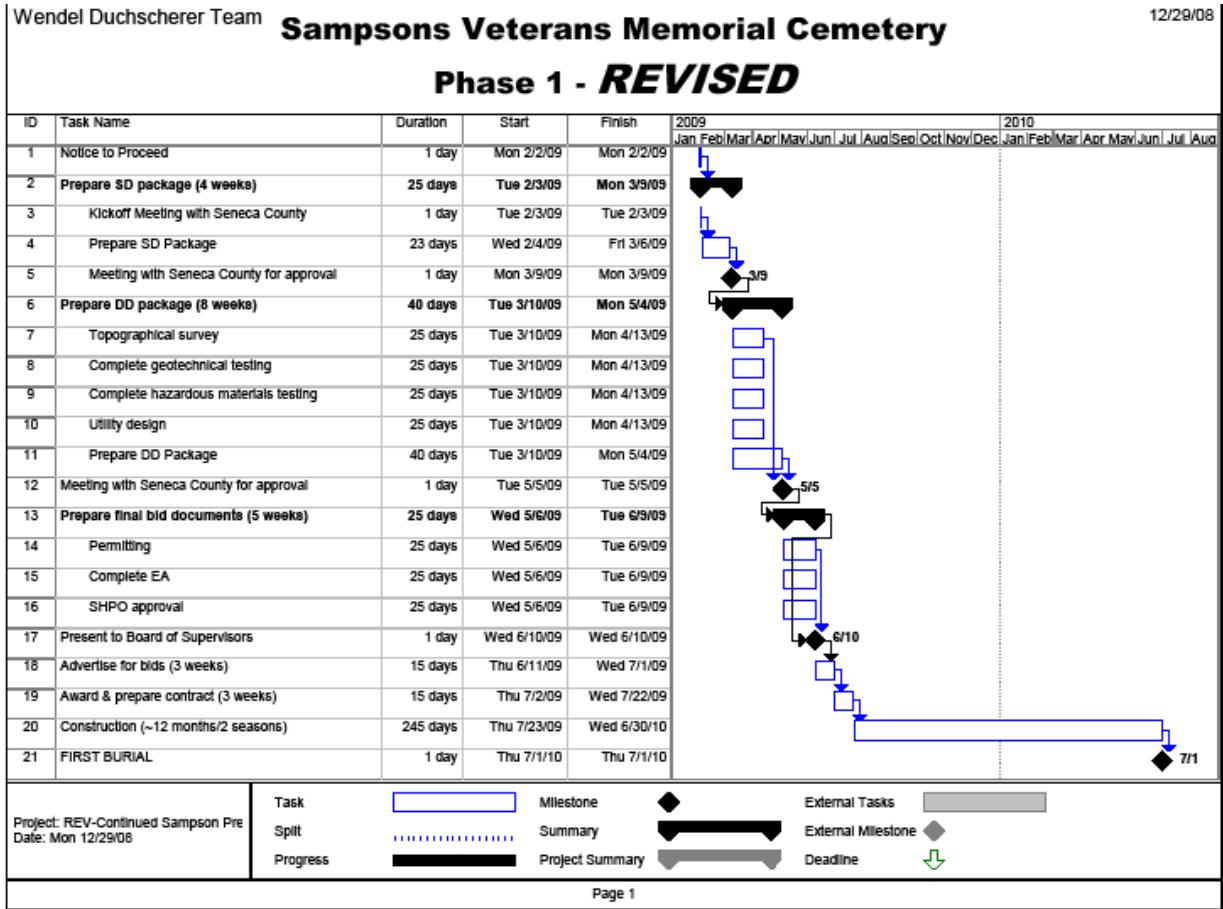 Wendel Duchscherer Team
12/29/08
Sampsons Veterans Memorial Cemetery
Phase 1 - REVISED
ID Task Name Duration Start Finish 2009 2010
Jan Feb Mar Apr May Jun Jul Aug Sep Oct Nov Dec Jan Feb Mar Apr May Jun Jul Aug
1 Notice to Proceed 1 day Mon 2/2/09 Mon 2/2/09
2 Prepare SD package (4 weeks) 25 days Tue 2/3/09 Mon 3/9/09
3 Kickoff Meeting with Seneca County 1 day Tue 2/3/09 Tue 2/3/09
4 Prepare SD Package 23 days Wed 2/4/09 Fri 3/6/09
5 Meeting with Seneca County for approval 1 day Mon 3/9/09 Mon 3/9/09 3/9
6 Prepare DD package (8 weeks) 40 days Tue 3/10/09 Mon 5/4/09
7 Topographical survey 25 days Tue 3/10/09 Mon 4/13/09
8 Complete geotechnical testing 25 days Tue 3/10/09 Mon 4/13/09
9 Complete hazardous materials testing 25 days Tue 3/10/09 Mon 4/13/09
10 Utility design 25 days Tue 3/10/09 Mon 4/13/09
11 Prepare DD Package 40 days Tue 3/10/09 Mon 5/4/09
12 Meeting with Seneca County for approval 1 day Tue 5/5/09 Tue 5/5/09 5/5
13 Prepare final bid documents (5 weeks) 25 days Wed 5/6/09 Tue 6/9/09
14 Permitting 25 days Wed 5/6/09 Tue 6/9/09
15 Complete EA 25 days Wed 5/6/09 Tue 6/9/09
16 SHPO approval 25 days Wed 5/6/09 Tue 6/9/09
17 Present to Board of Supervisors 1 day Wed 6/10/09 Wed 6/10/09 6/10
18 Advertise for bids (3 weeks) 15 days Thu 6/11/09 Wed 7/1/09
19 Award & prepare contract (3 weeks) 15 days Thu 7/2/09 Wed 7/22/09
20 Construction (~12 months/2 seasons) 245 days Thu 7/23/09 Wed 6/30/10
21 FIRST BURIAL 1 day Thu 7/1/10 Thu 7/1/10 7/1
Project: REV-Continued Sampson Pre
Date: Mon 12/29/08
Task Milestone External Tasks
Split Summary External Milestone
Progress Project Summary Deadline
Page 1